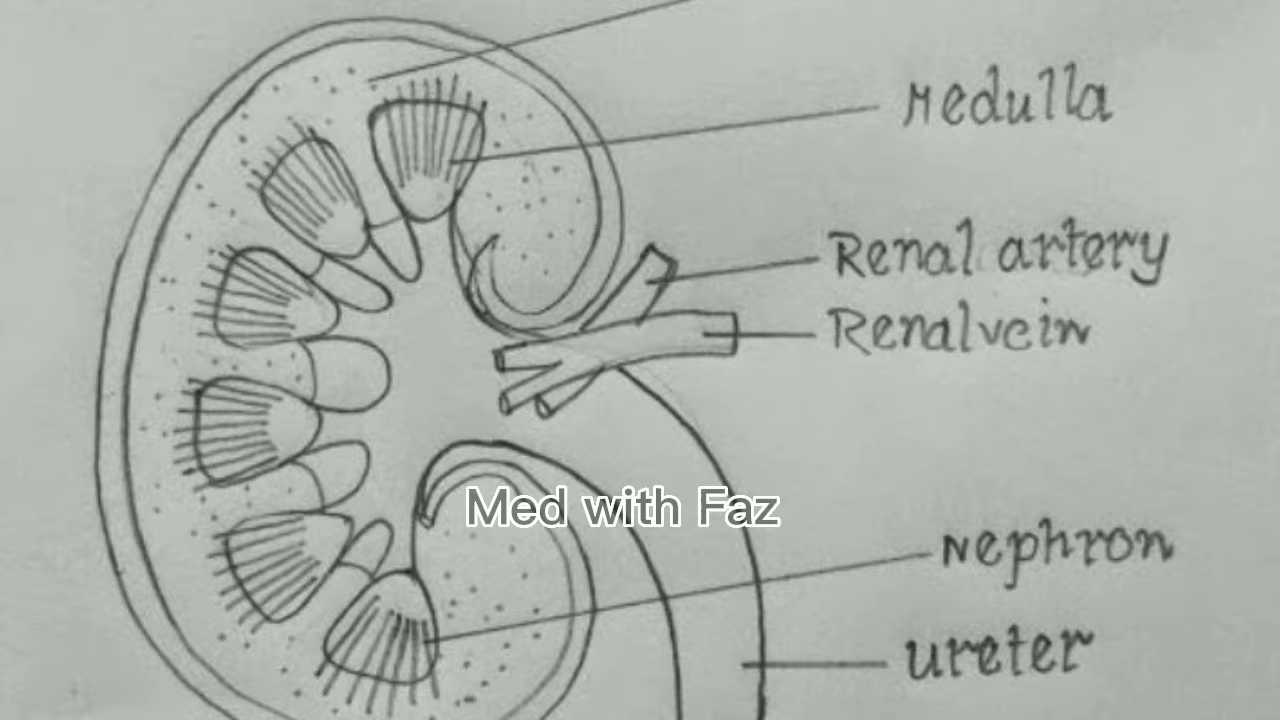 Medulla
Renal artery
Renalvein
Med with Faz
Nephron
ureter